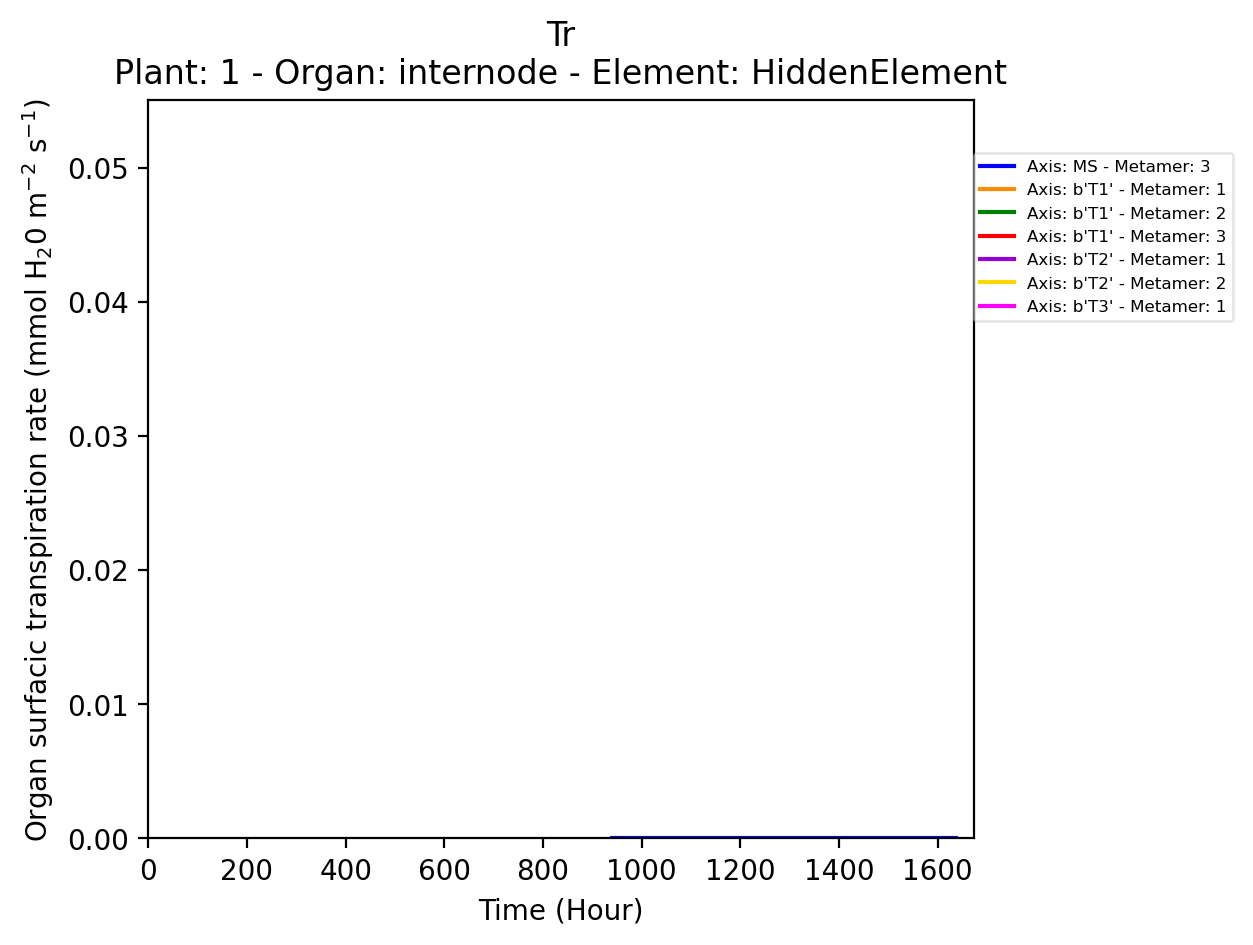 Tr
Plant: 1 - Organ: internode - Element: HiddenElement
Organ surfacic transpiration rate (mmol H₂0 m⁻² s⁻¹)
0.05
0.04
0.03
0.02
0.01
0.00
0 200 400 600 800 1000 1200 1400 1600
Time (Hour)
Axis: MS - Metamer: 3
Axis: b'T1' - Metamer: 1
Axis: b'T1' - Metamer: 2
Axis: b'T1' - Metamer: 3
Axis: b'T2' - Metamer: 1
Axis: b'T2' - Metamer: 2
Axis: b'T3' - Metamer: 1